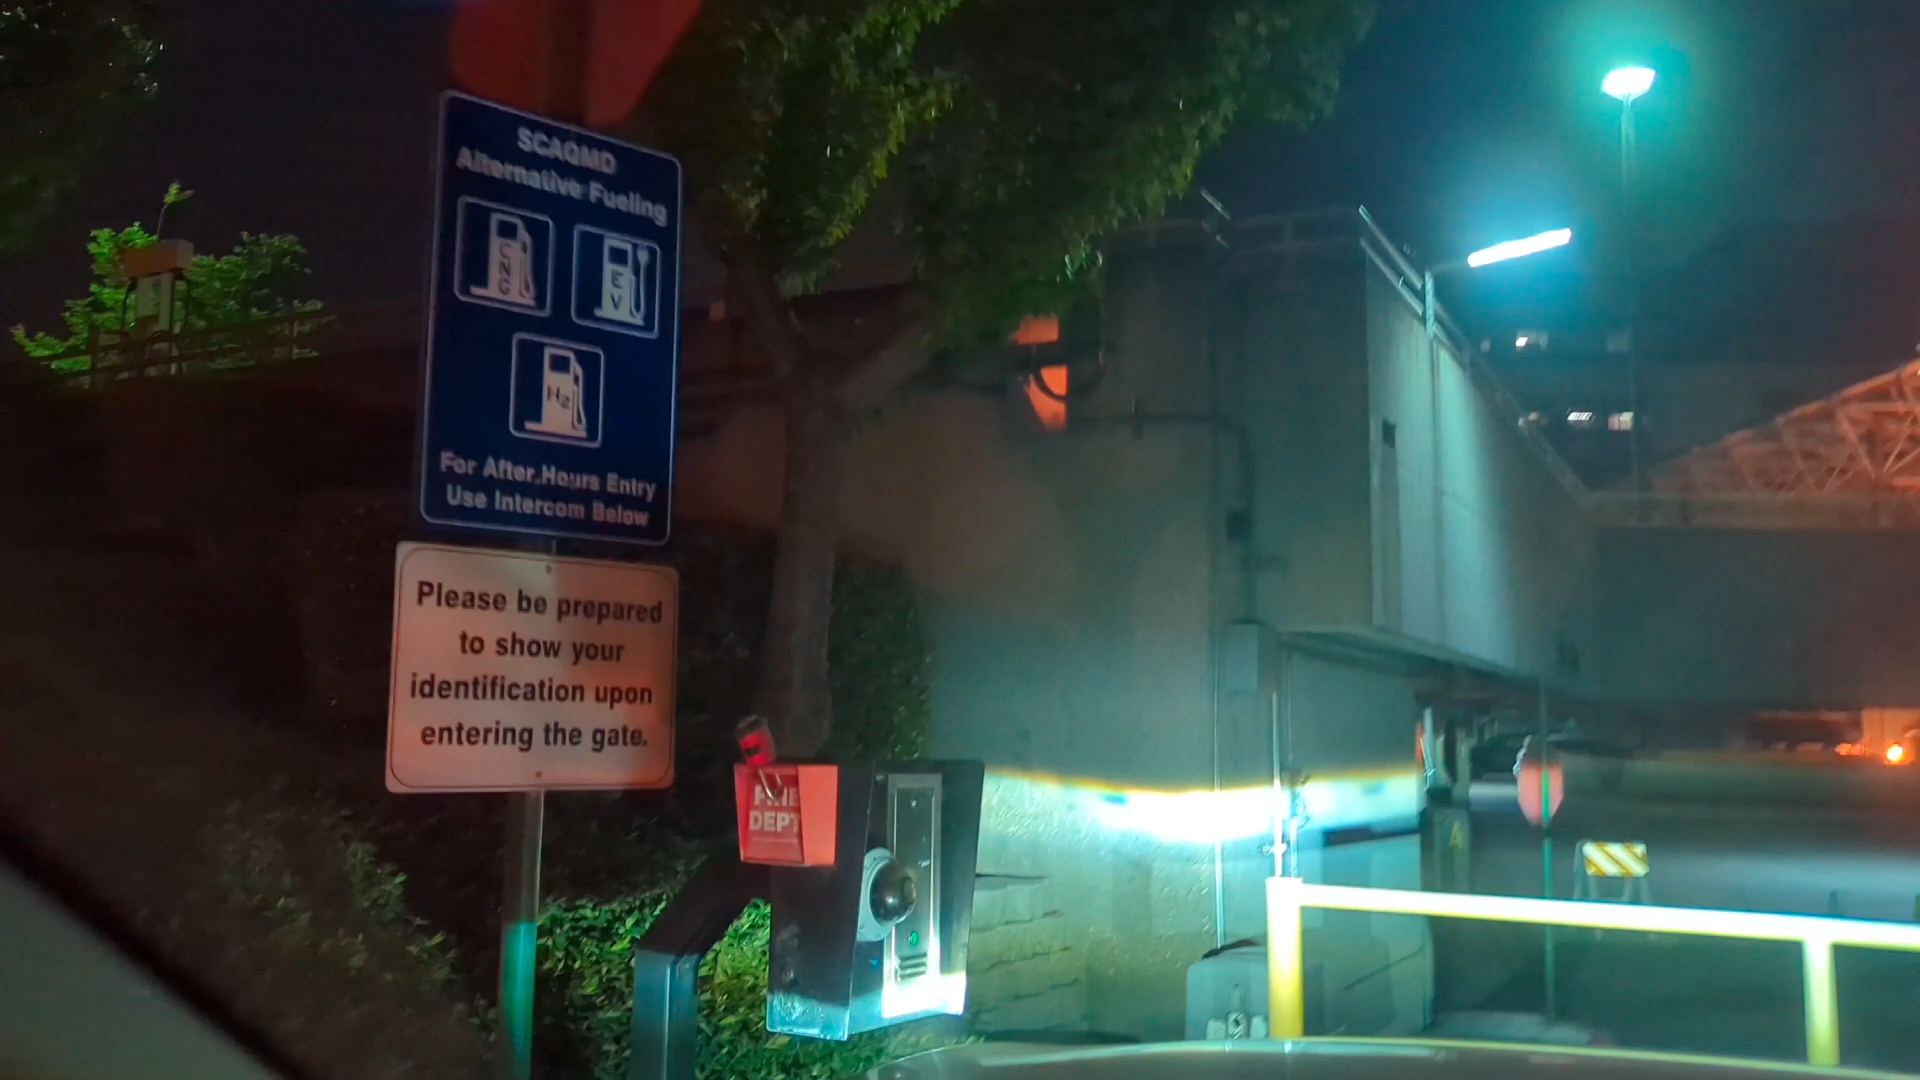 SCAQMD
Alternative Fueling
CNG
EV
H2
For After Hours Entry
Use Intercom Below
Please be prepared
to show your
identification upon
entering the gate.
FIRE
DEPT